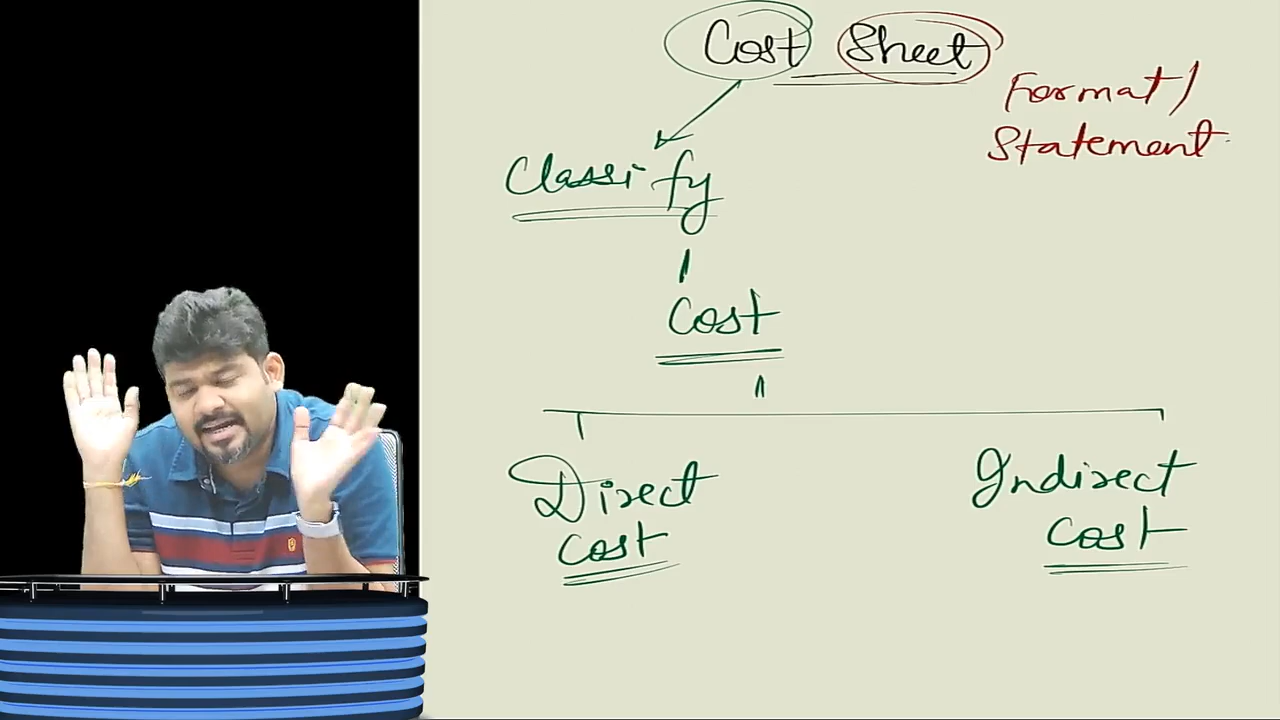 Cost Sheet
Format/
Statement
Classify
Cost
Direct
Cost
Indirect
Cost